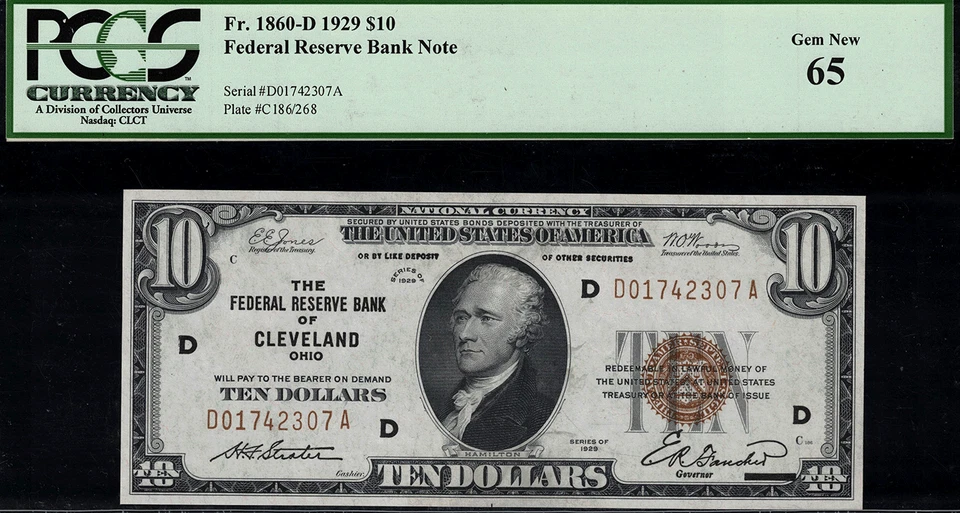 PCGS
CURRENCY
A Division of Collectors Universe
Nasdaq: CLCT
Fr. 1860-D 1929 $10
Federal Reserve Bank Note
Serial #D01742307A
Plate #C186/268
Gem New
65
NATIONAL CURRENCY
SECURED BY UNITED STATES BONDS DEPOSITED WITH THE TREASURER OF
THE UNITED STATES OF AMERICA
OR BY LIKE DEPOSIT OF OTHER SECURITIES
10
10
E.E. Jones
Register of the Treasury.
W.O. Woods
Treasurer of the United States.
C
SERIES OF
1929
THE
FEDERAL RESERVE BANK
OF
CLEVELAND
OHIO
D
WILL PAY TO THE BEARER ON DEMAND
TEN DOLLARS
D01742307A
D
Cashier
HAMILTON
D D01742307A
TEN
REDEEMABLE IN LAWFUL MONEY OF
THE UNITED STATES AT UNITED STATES
TREASURY OR AT THE BANK OF ISSUE
D
SERIES OF
1929
C186
Governor
10 TEN
TEN DOLLARS
10 TEN